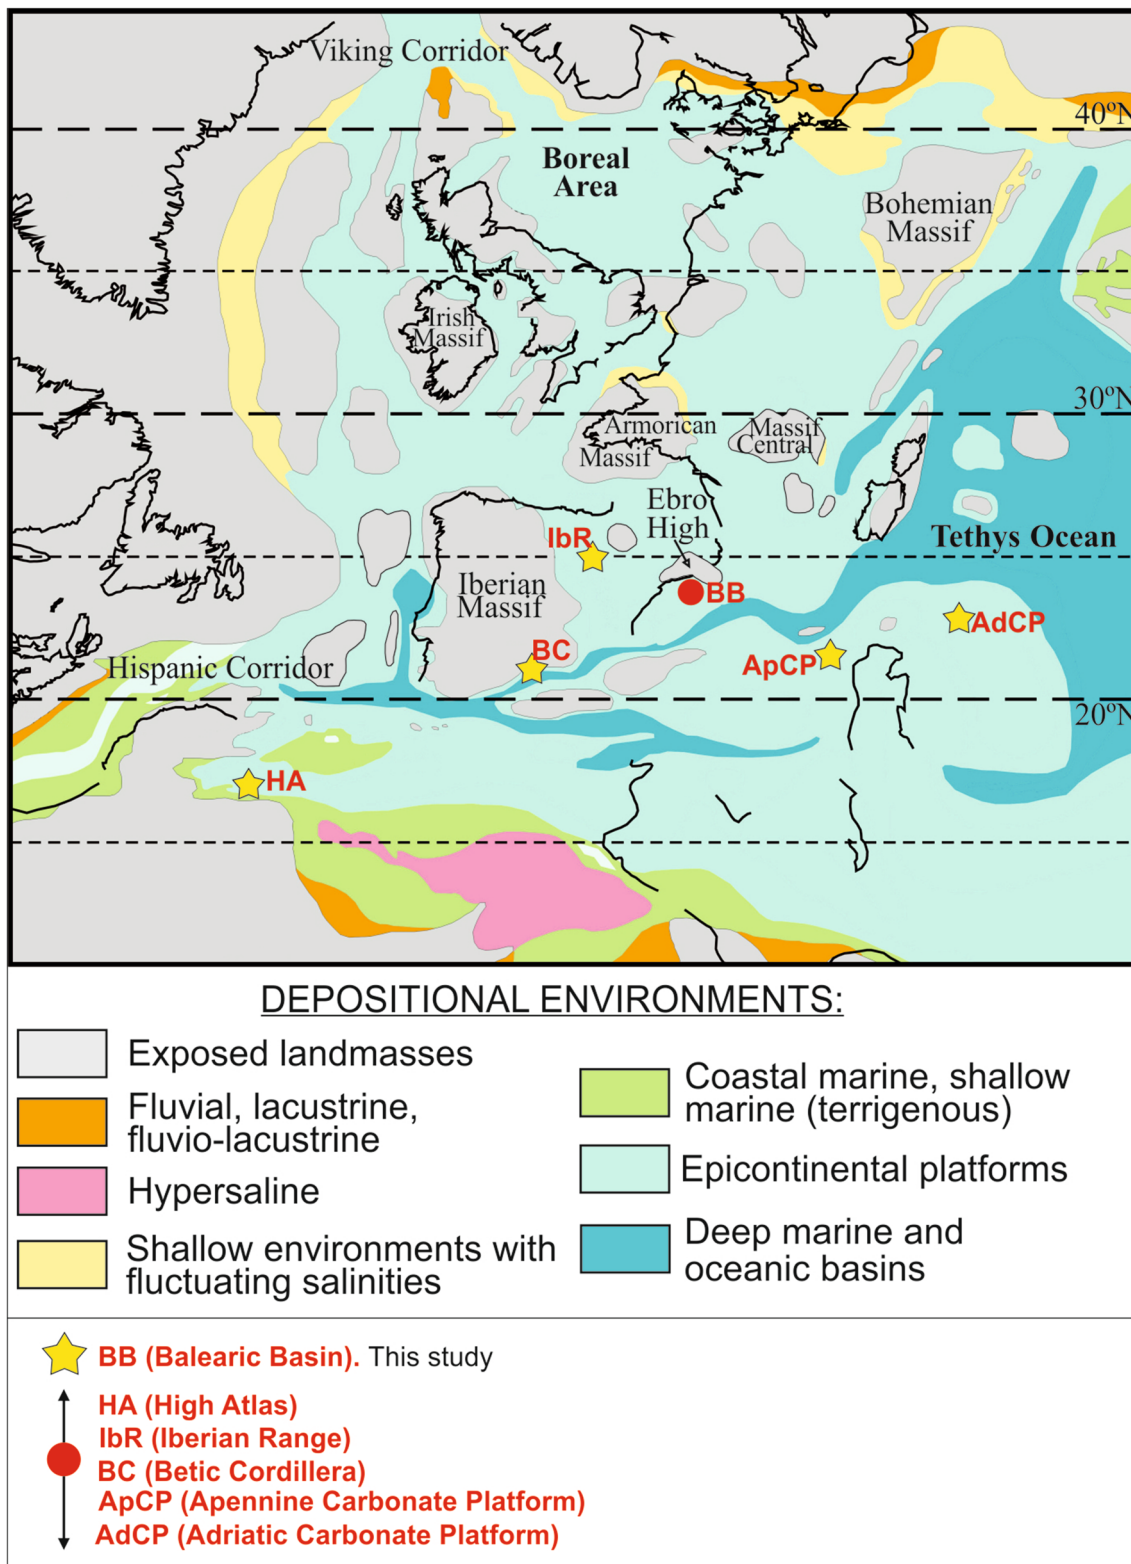 Viking Corridor
40ºN
Boreal
Area
Bohemian
Massif
Irish
Massif
30ºN
Armorican
Massif
Massif
Central
Ebro
High
IbR
Tethys Ocean
Iberian
Massif
BB
AdCP
BC
ApCP
Hispanic Corridor
20ºN
HA
DEPOSITIONAL ENVIRONMENTS:
Exposed landmasses
Fluvial, lacustrine,
fluvio-lacustrine
Hypersaline
Shallow environments with
fluctuating salinities
Coastal marine, shallow
marine (terrigenous)
Epicontinental platforms
Deep marine and
oceanic basins
BB (Balearic Basin). This study
HA (High Atlas)
IbR (Iberian Range)
BC (Betic Cordillera)
ApCP (Apennine Carbonate Platform)
AdCP (Adriatic Carbonate Platform)